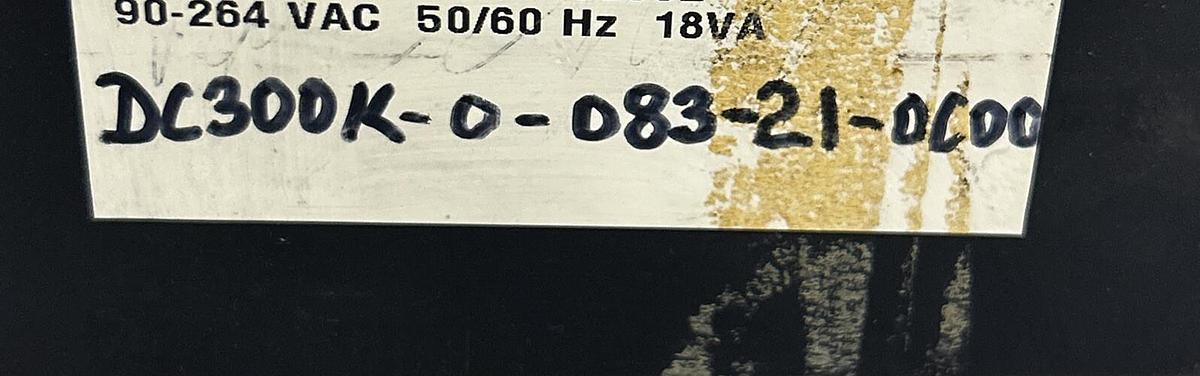 90-264 VAC 50/60 Hz 18VA
DC300K-0-083-21-0C00